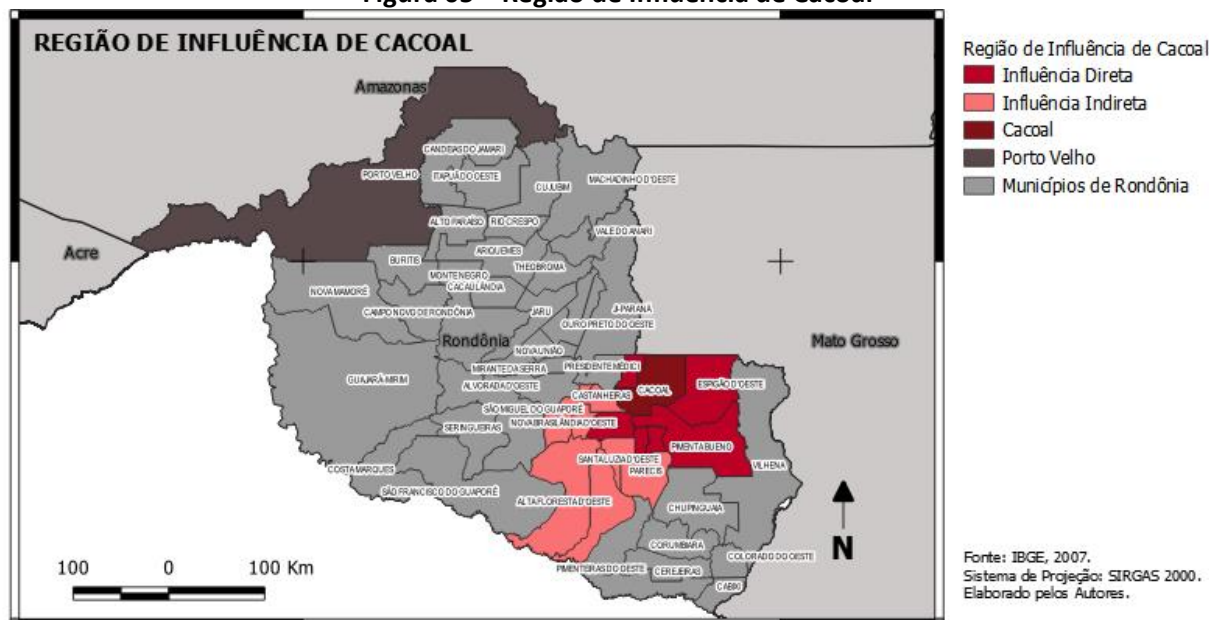 Figura 03 – Região de Influência de Cacoal
REGIÃO DE INFLUÊNCIA DE CACOAL
Região de Influência de Cacoal
Influência Direta
Influência Indireta
Cacoal
Porto Velho
Municípios de Rondônia
Amazonas
CANDEIAS DO JAMARI
PORTO VELHO
ITAPUÃ DO OESTE
CUJUBIM
MACHADINHO D'OESTE
ALTO PARAÍSO
RIO CRESPO
VALE DO ANARI
Acre
BURITIS
ARIQUEMES
THEOBROMA
MONTENEGRO
CACAULÂNDIA
NOVA MAMORÉ
CAMPO NOVO DE RONDÔNIA
JARU
JI-PARANÁ
OURO PRETO DO OESTE
Rondônia
Mato Grosso
NOVA UNIÃO
MIRANTE DA SERRA
PRESIDENTE MÉDICI
GUAJARÁ-MIRIM
ALVORADA D'OESTE
CASTANHEIRAS
CACOAL
ESPIGÃO D'OESTE
SÃO MIGUEL DO GUAPORÉ
SERINGUEIRAS
NOVA BRASILÂNDIA D'OESTE
PIMENTA BUENO
SANTA LUZIA D'OESTE
PARECIS
VILHENA
COSTA MARQUES
SÃO FRANCISCO DO GUAPORÉ
ALTA FLORESTA D'OESTE
CHUPINGUAIA
CORUMBIARA
COLORADO DO OESTE
PIMENTEIRAS DO OESTE
CEREJEIRAS
CABIXI
N
100 0 100 Km
Fonte: IBGE, 2007.
Sistema de Projeção: SIRGAS 2000.
Elaborado pelos Autores.